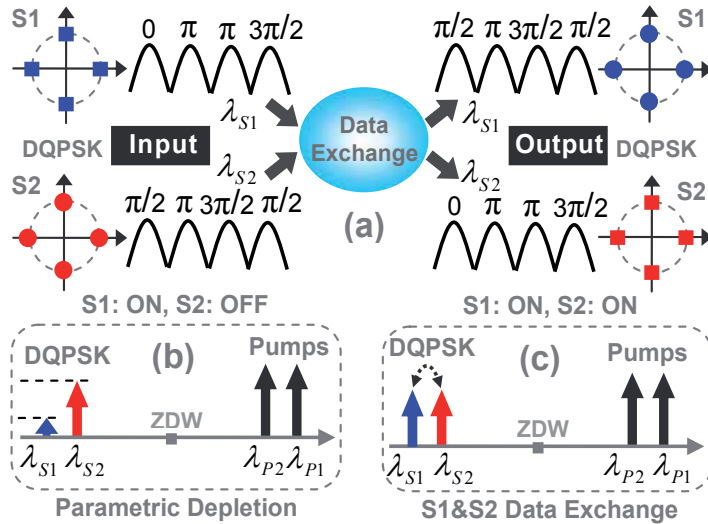 S1 0 π π 3π/2 π/2 π 3π/2 π/2 S1
λS1 Data Exchange λS1
DQPSK Input Output DQPSK
S2 λS2 λS2 S2
π/2 π 3π/2 π/2 (a) 0 π π 3π/2
S1: ON, S2: OFF S1: ON, S2: ON
DQPSK (b) Pumps DQPSK (c) Pumps
ZDW ZDW
λS1 λS2 λP2 λP1 λS1 λS2 λP2 λP1
Parametric Depletion S1&S2 Data Exchange